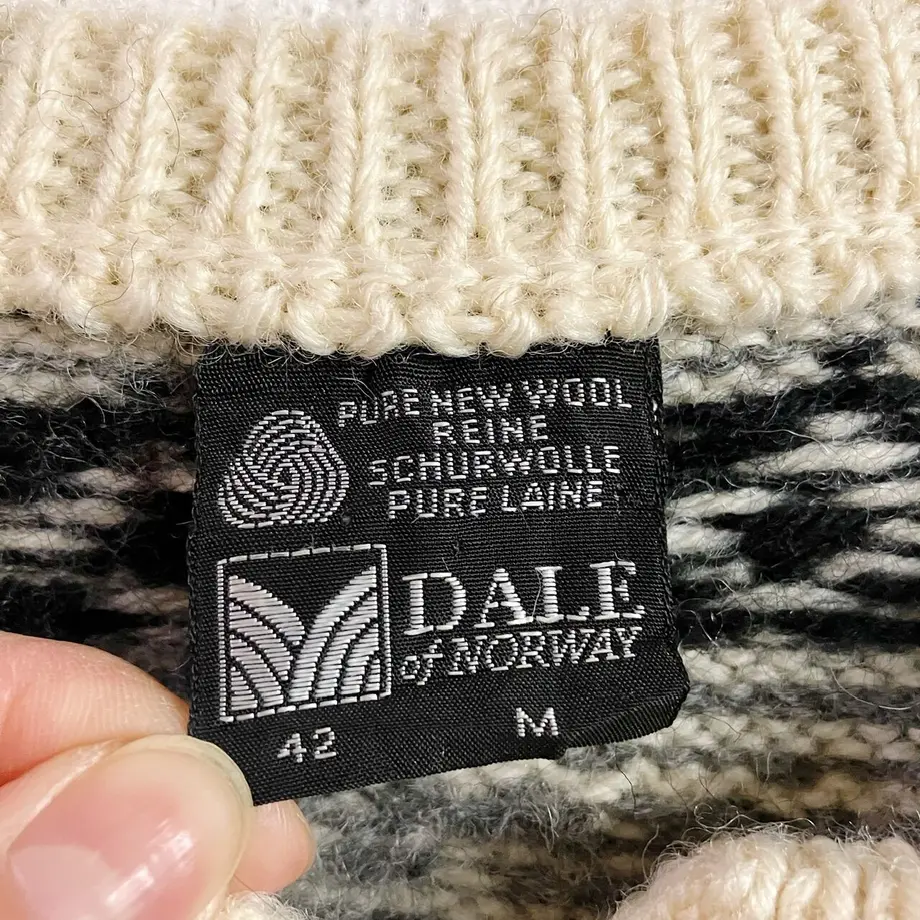 PURE NEW WOOL
REINE
SCHURWOLLE
PURE LAINE
DALE
of NORWAY
42 M